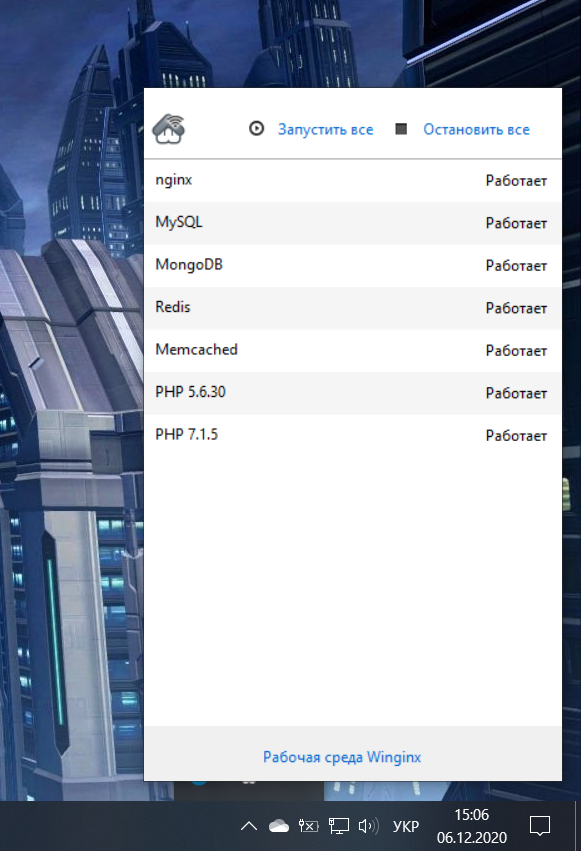 Запустить все Остановить все
nginx Работает
MySQL Работает
MongoDB Работает
Redis Работает
Memcached Работает
PHP 5.6.30 Работает
PHP 7.1.5 Работает
Рабочая среда Winginx
УКР 15:06
06.12.2020